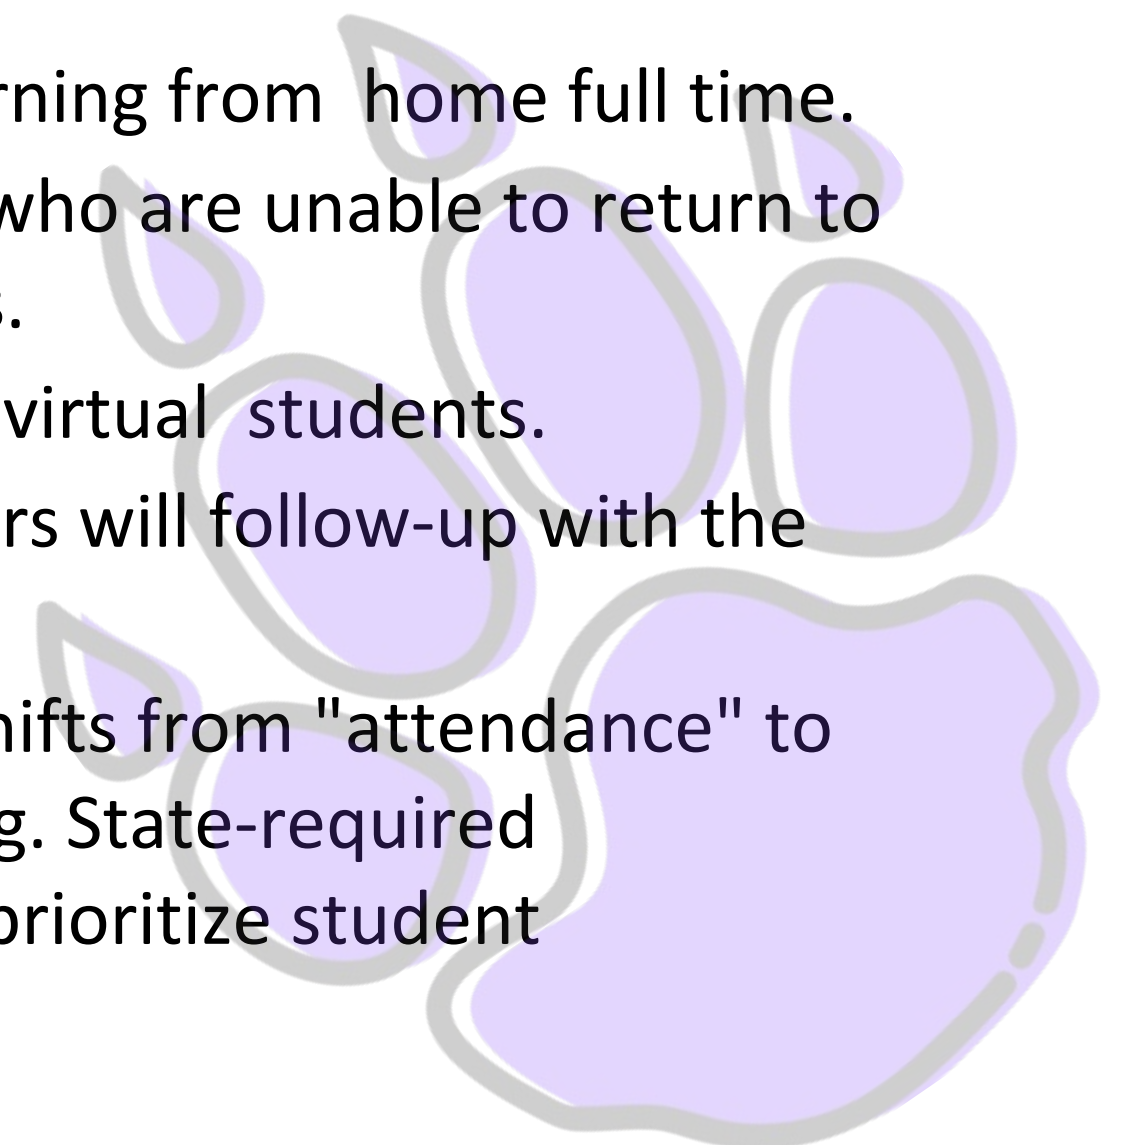 rning from  home full time.
who are unable to return to
s.
virtual  students.
rs will follow-up with the
hifts from "attendance" to
g. State-required
prioritize student